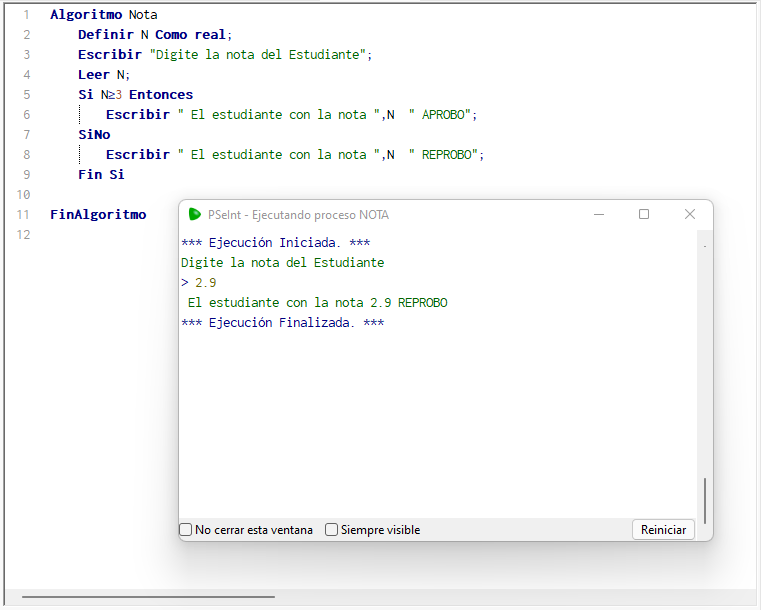 1 Algoritmo Nota
2 Definir N Como real;
3 Escribir "Digite la nota del Estudiante";
4 Leer N;
5 Si N≥3 Entonces
6 Escribir " El estudiante con la nota ",N  " APROBO";
7 SiNo
8 Escribir " El estudiante con la nota ",N  " REPROBO";
9 Fin Si
10
11 FinAlgoritmo
12
PSeInt - Ejecutando proceso NOTA
*** Ejecución Iniciada. ***
Digite la nota del Estudiante
> 2.9
El estudiante con la nota 2.9 REPROBO
*** Ejecución Finalizada. ***
No cerrar esta ventana Siempre visible Reiniciar